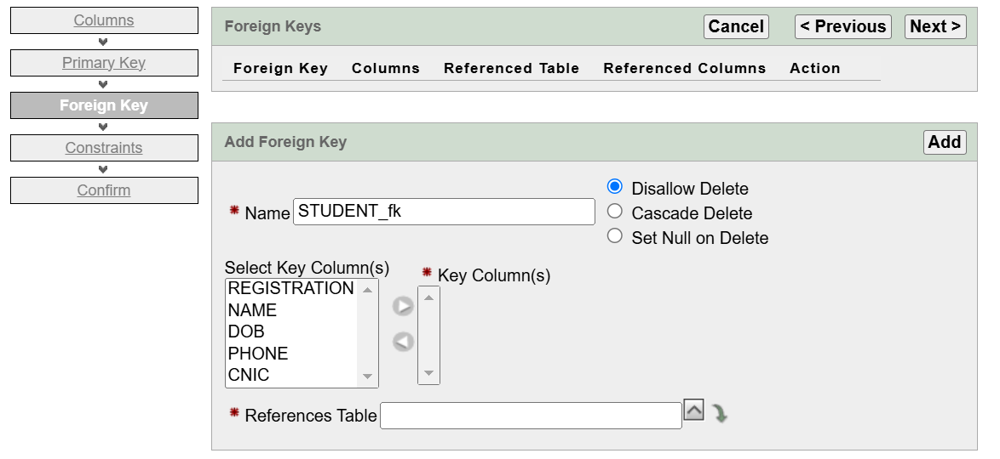 Columns
Primary Key
Foreign Key
Constraints
Confirm
Foreign Keys Cancel < Previous Next >
Foreign Key Columns Referenced Table Referenced Columns Action
Add Foreign Key Add
* Name STUDENT_fk
Disallow Delete
Cascade Delete
Set Null on Delete
Select Key Column(s)
REGISTRATION
NAME
DOB
PHONE
CNIC
* Key Column(s)
* References Table